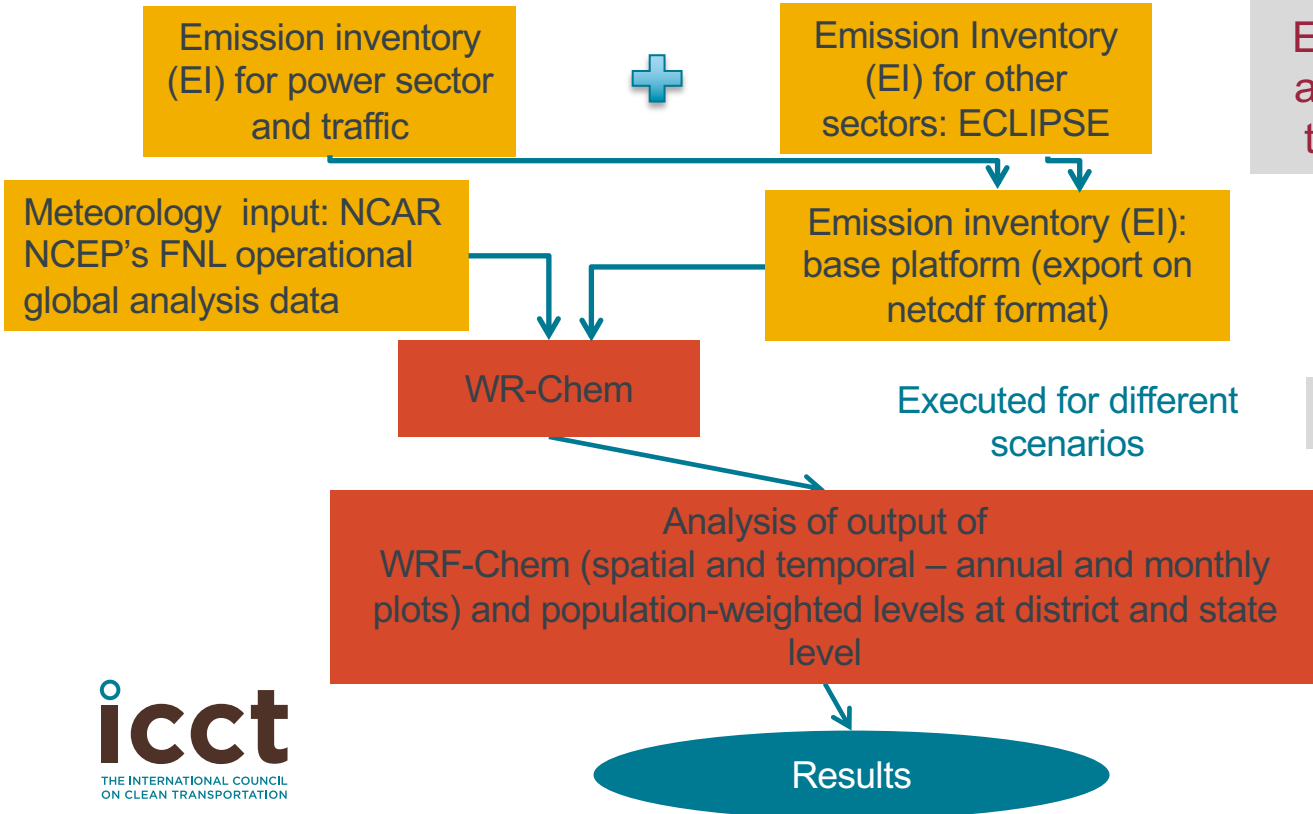 Emission inventory
(EI) for power sector
and traffic
Emission Inventory
(EI) for other
sectors: ECLIPSE
Meteorology input: NCAR
NCEP's FNL operational
global analysis data
Emission inventory (EI):
base platform (export on
netcdf format)
WR-Chem
Executed for different
scenarios
Analysis of output of
WRF-Chem (spatial and temporal – annual and monthly
plots) and population-weighted levels at district and state
level
Results
icct
THE INTERNATIONAL COUNCIL
ON CLEAN TRANSPORTATION